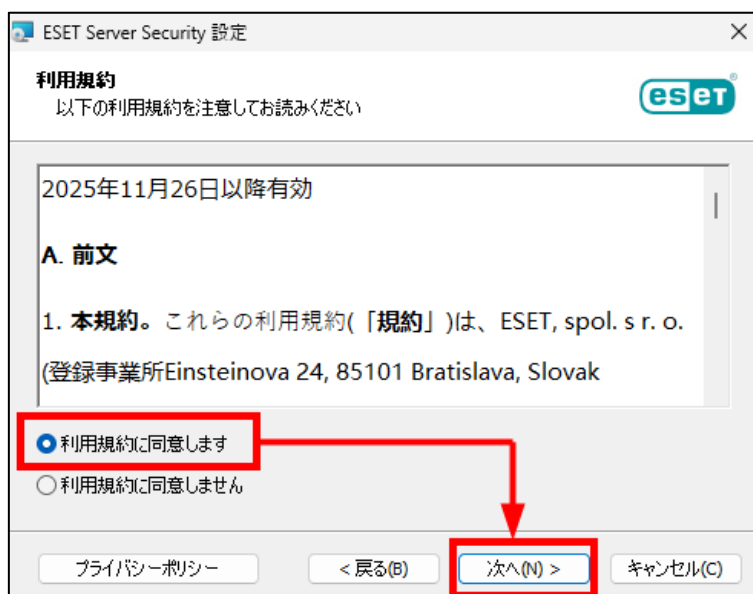 ESET Server Security 設定
利用規約
以下の利用規約を注意してお読みください
eset
®
2025年11月26日以降有効
A. 前文
1. 本規約。これらの利用規約(「規約」)は、ESET, spol. s r. o.
(登録事業所Einsteinova 24, 85101 Bratislava, Slovak
利用規約に同意します
利用規約に同意しません
プライバシーポリシー
< 戻る(B)
次へ(N) >
キャンセル(C)